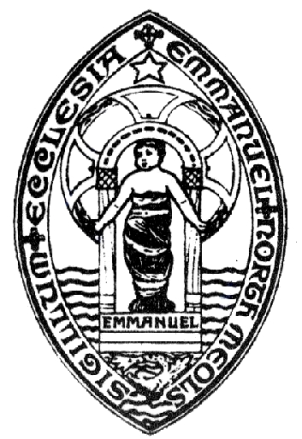 SIGILLUM + ECCLESIA + EMMANUEL + NORTH MEOLS
EMMANUEL